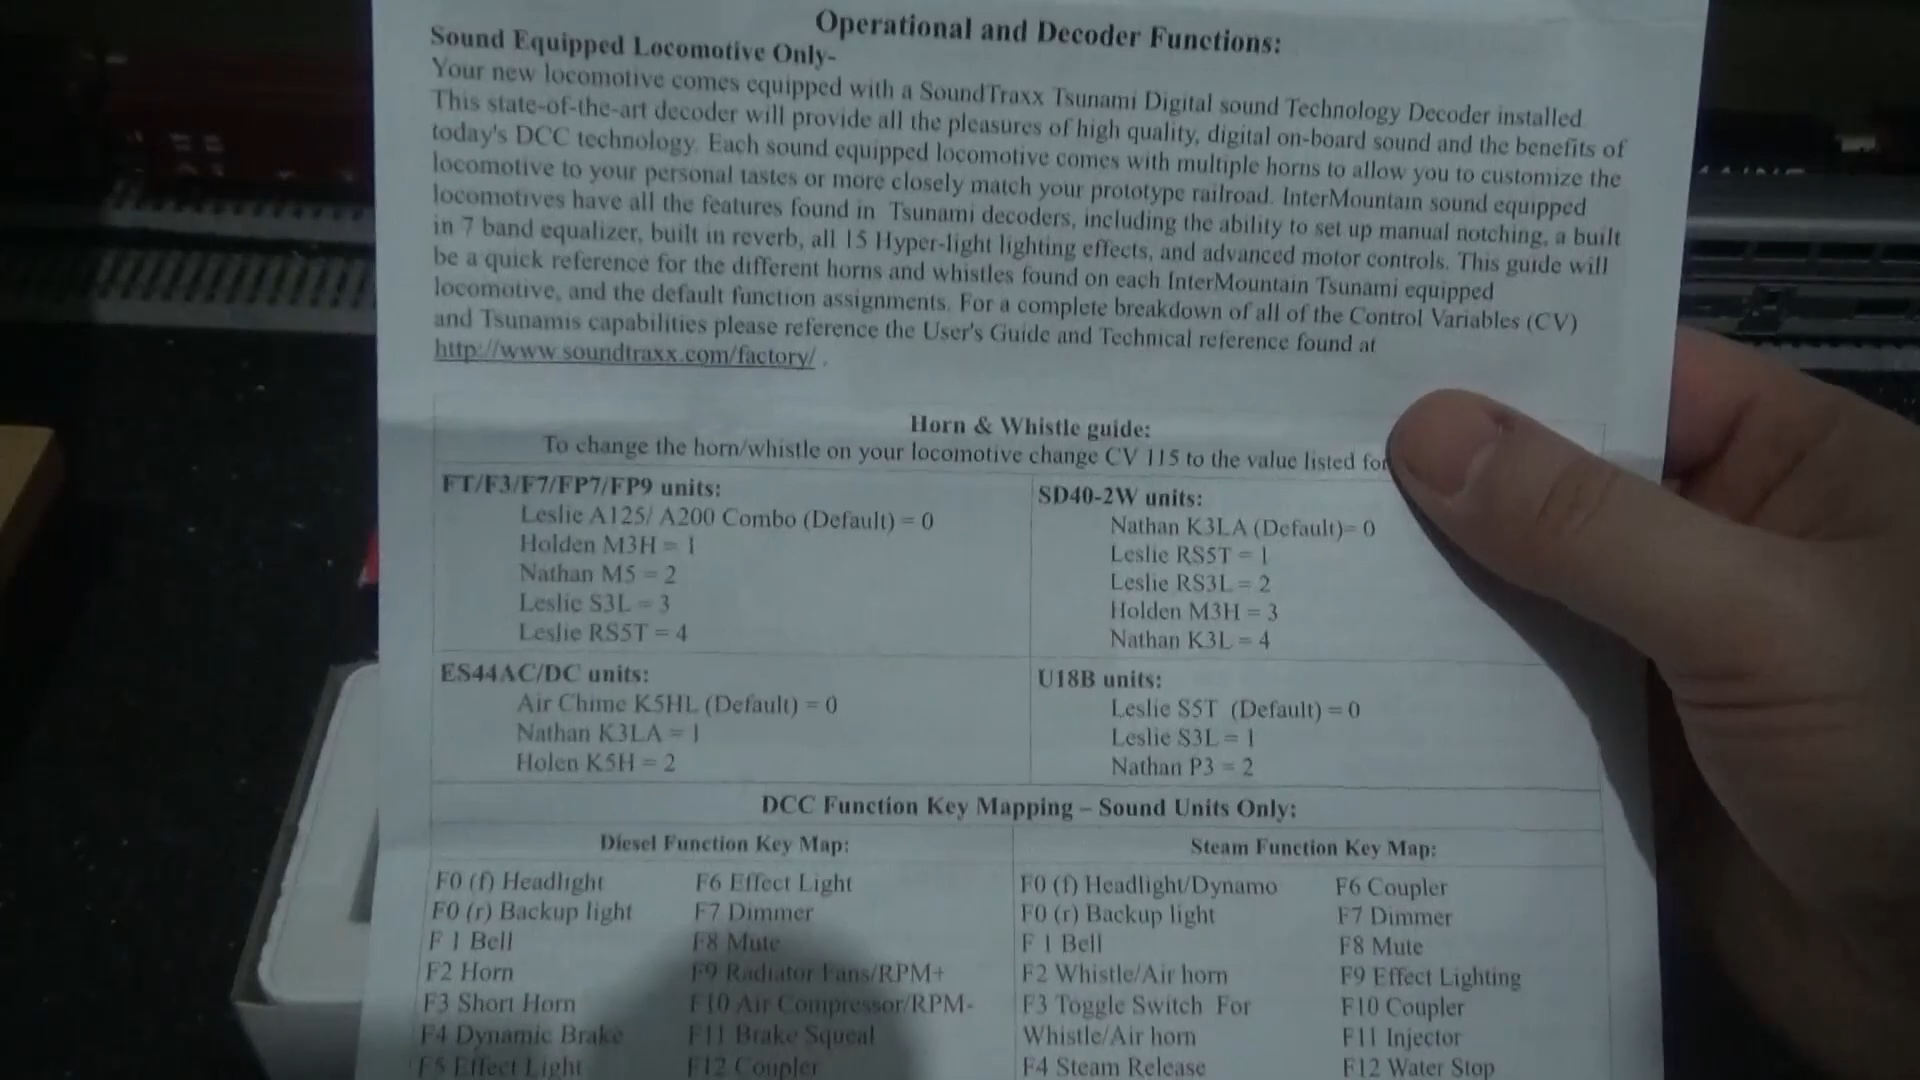 Operational and Decoder Functions:
Sound Equipped Locomotive Only-
Your new locomotive comes equipped with a SoundTraxx Tsunami Digital sound Technology Decoder installed.
This state-of-the-art decoder will provide all the pleasures of high quality, digital on-board sound and the benefits of
today's DCC technology. Each sound equipped locomotive comes with multiple horns to allow you to customize the
locomotive to your personal tastes or more closely match your prototype railroad. InterMountain sound equipped
locomotives have all the features found in Tsunami decoders, including the ability to set up manual notching, a built
in 7 band equalizer, built in reverb, all 15 Hyper-light lighting effects, and advanced motor controls. This guide will
be a quick reference for the different horns and whistles found on each InterMountain Tsunami equipped
locomotive, and the default function assignments. For a complete breakdown of all of the Control Variables (CV)
and Tsunamis capabilities please reference the User's Guide and Technical reference found at
http://www.soundtraxx.com/factory/ .
Horn & Whistle guide:
To change the horn/whistle on your locomotive change CV 115 to the value listed for
FT/F3/F7/FP7/FP9 units:
Leslie A125/ A200 Combo (Default) = 0
Holden M3H = 1
Nathan M5 = 2
Leslie S3L = 3
Leslie RS5T = 4
SD40-2W units:
Nathan K3LA (Default)= 0
Leslie RS5T = 1
Leslie RS3L = 2
Holden M3H = 3
Nathan K3L = 4
ES44AC/DC units:
Air Chime K5HL (Default) = 0
Nathan K3LA = 1
Holen K5H = 2
U18B units:
Leslie S5T (Default) = 0
Leslie S3L = 1
Nathan P3 = 2
DCC Function Key Mapping – Sound Units Only:
Diesel Function Key Map:
F0 (f) Headlight
F0 (r) Backup light
F 1 Bell
F2 Horn
F3 Short Horn
F4 Dynamic Brake
F5 Effect Light
F6 Effect Light
F7 Dimmer
F8 Mute
F9 Radiator Fans/RPM+
F10 Air Compressor/RPM-
F11 Brake Squeal
F12 Coupler
Steam Function Key Map:
F0 (f) Headlight/Dynamo
F0 (r) Backup light
F 1 Bell
F2 Whistle/Air horn
F3 Toggle Switch For
Whistle/Air horn
F4 Steam Release
F6 Coupler
F7 Dimmer
F8 Mute
F9 Effect Lighting
F10 Coupler
F11 Injector
F12 Water Stop